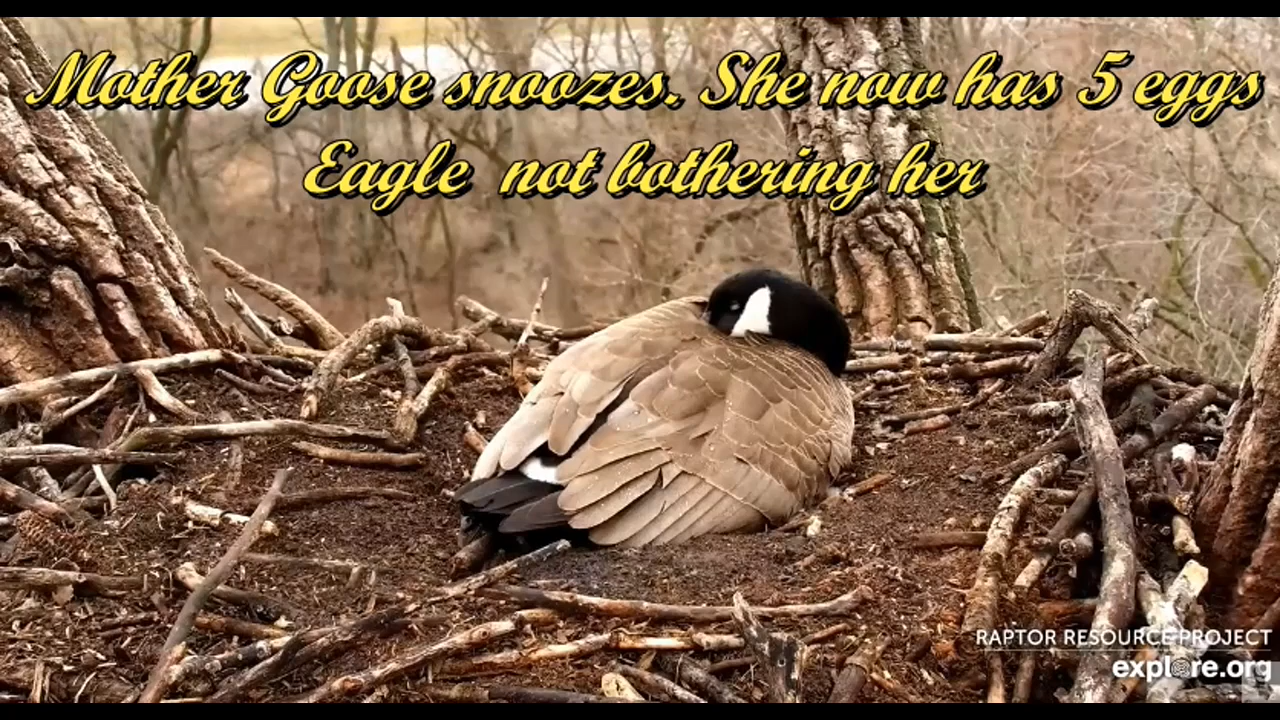 Mother Goose snoozes. She now has 5 eggs
Eagle not bothering her
RAPTOR RESOURCE PROJECT
explore.org